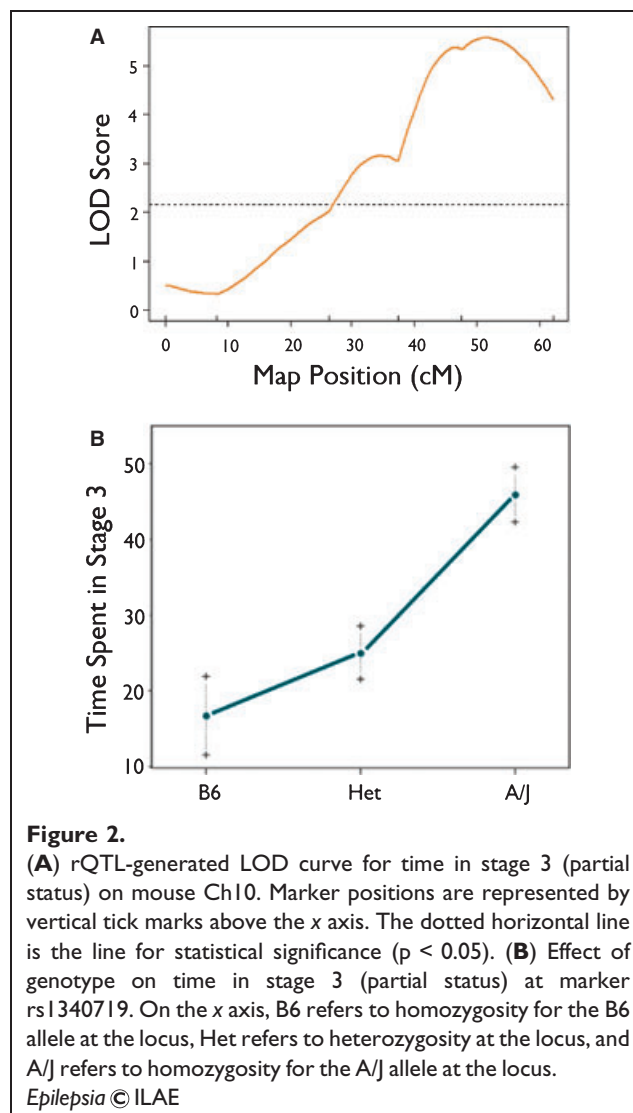 A
LOD Score
5
4
3
2
1
0
0 10 20 30 40 50 60
Map Position (cM)
B
Time Spent in Stage 3
50
40
30
20
10
B6 Het A/J
Figure 2.
(A) rQTL-generated LOD curve for time in stage 3 (partial
status) on mouse Ch10. Marker positions are represented by
vertical tick marks above the x axis. The dotted horizontal line
is the line for statistical significance (p < 0.05). (B) Effect of
genotype on time in stage 3 (partial status) at marker
rs1340719. On the x axis, B6 refers to homozygosity for the B6
allele at the locus, Het refers to heterozygosity at the locus, and
A/J refers to homozygosity for the A/J allele at the locus.
Epilepsia © ILAE